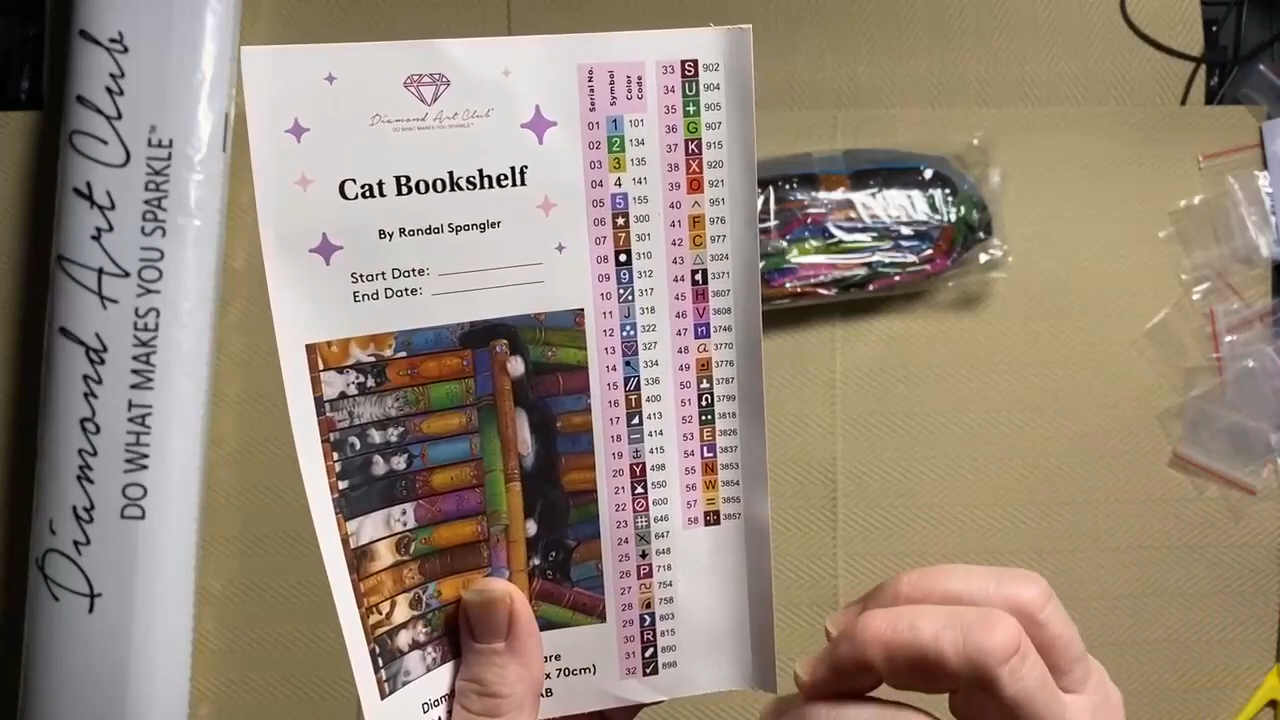 Diamond Art Club
DO WHAT MAKES YOU SPARKLE™
Diamond Art Club
DO WHAT MAKES YOU SPARKLE
Cat Bookshelf
By Randal Spangler
Start Date:
End Date:
are
x 70cm)
AB
Serial No. Symbol Color Code
01 1 101
02 2 134
03 3 135
04 4 141
05 5 155
06 ★ 300
07 7 301
08 ● 310
09 9 312
10 317
11 J 318
12 322
13 ♡ 327
14 334
15 // 336
16 T 400
17 413
18 – 414
19 ⚓ 415
20 Y 498
21 550
22 600
23 # 646
24 647
25 648
26 P 718
27 754
28 758
29 803
30 R 815
31 890
32 ✓ 898
33 S 902
34 U 904
35 + 905
36 G 907
37 K 915
38 X 920
39 O 921
40 ^ 951
41 F 976
42 C 977
43 △ 3024
44 3371
45 H 3607
46 V 3608
47 n 3746
48 a 3770
49 3776
50 3787
51 3799
52 3818
53 E 3826
54 L 3837
55 N 3853
56 W 3854
57 = 3855
58 3857